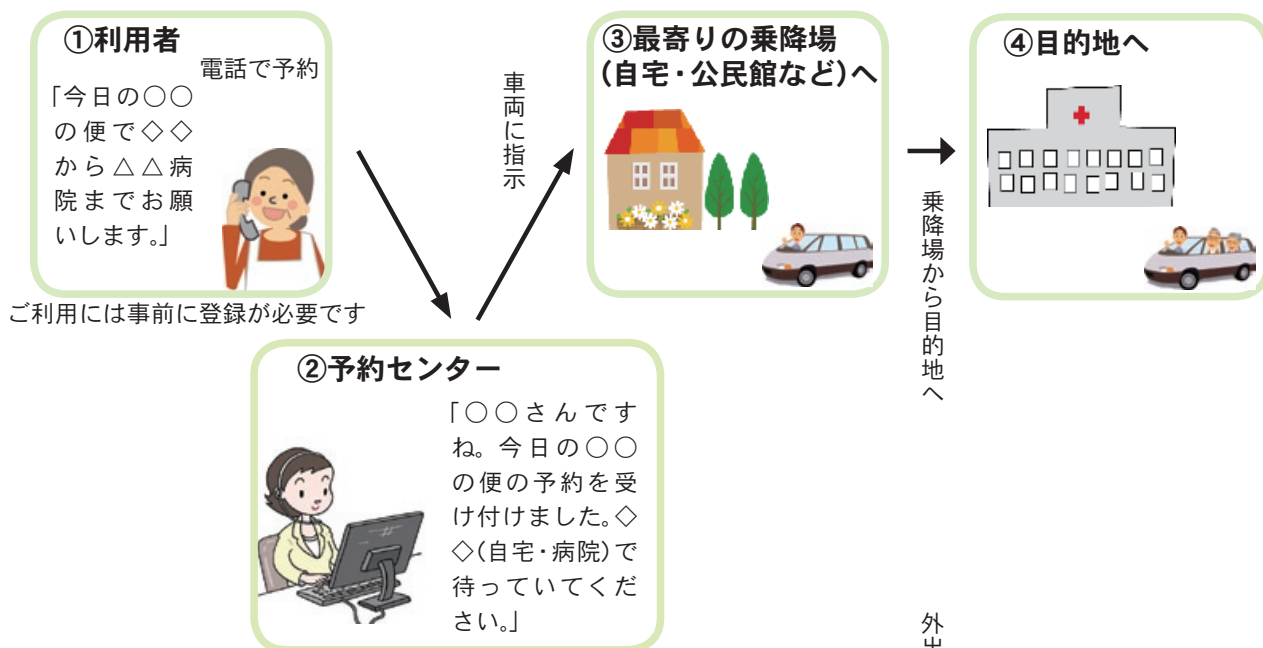 ①利用者
電話で予約
「今日の○○
の便で◇◇
から△△病
院までお願
いします。」
ご利用には事前に登録が必要です
②予約センター
「○○さんです
ね。今日の○○
の便の予約を受
け付けました。◇
◇(自宅・病院)で
待っていてくだ
さい。」
車両に指示
③最寄りの乗降場
(自宅・公民館など)へ
乗降場から目的地へ
④目的地へ
外出